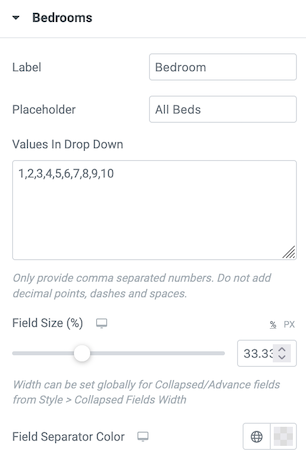 Bedrooms
Label
Bedroom
Placeholder
All Beds
Values In Drop Down
1,2,3,4,5,6,7,8,9,10
Only provide comma separated numbers. Do not add
decimal points, dashes and spaces.
Field Size (%)
% PX
33.33
Width can be set globally for Collapsed/Advance fields
from Style > Collapsed Fields Width
Field Separator Color